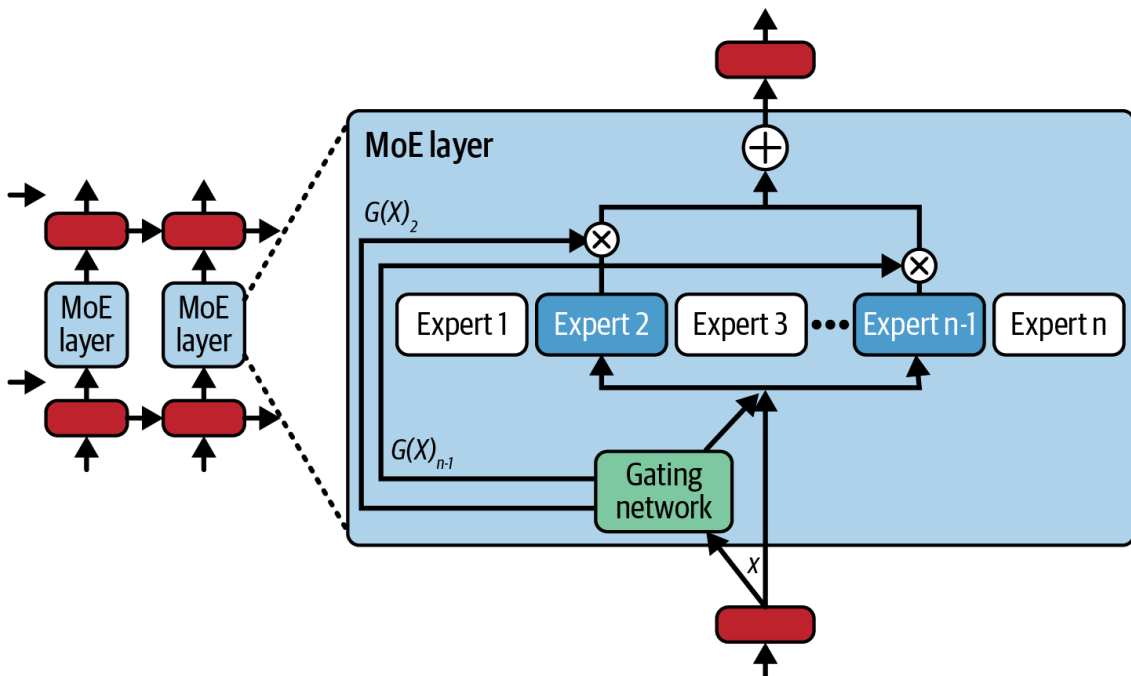 MoE layer
G(X)₂
MoE
layer
MoE
layer
Expert 1
Expert 2
Expert 3
•••
Expert n-1
Expert n
G(X)ₙ₋₁
Gating
network
X